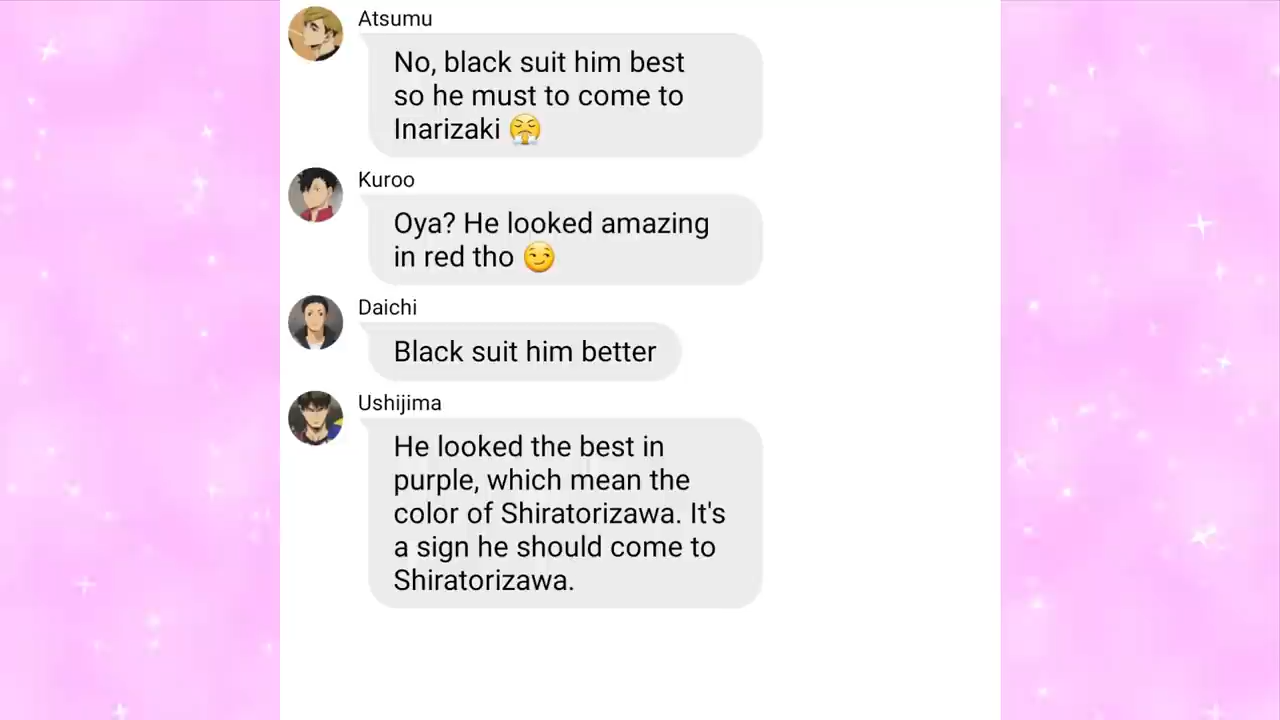 Atsumu
No, black suit him best
so he must to come to
Inarizaki 😤
Kuroo
Oya? He looked amazing
in red tho 😏
Daichi
Black suit him better
Ushijima
He looked the best in
purple, which mean the
color of Shiratorizawa. It's
a sign he should come to
Shiratorizawa.